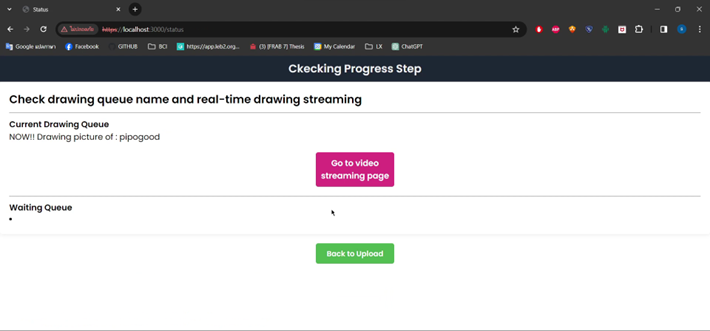 Status
ไม่ปลอดภัย https://localhost:3000/status
Google แปลภาษา Facebook GITHUB BCI https://app.leb2.org... (3) [FRAB 7] Thesis My Calendar LX ChatGPT
Ckecking Progress Step
Check drawing queue name and real-time drawing streaming
Current Drawing Queue
NOW!! Drawing picture of : pipogood
Go to video
streaming page
Waiting Queue
Back to Upload